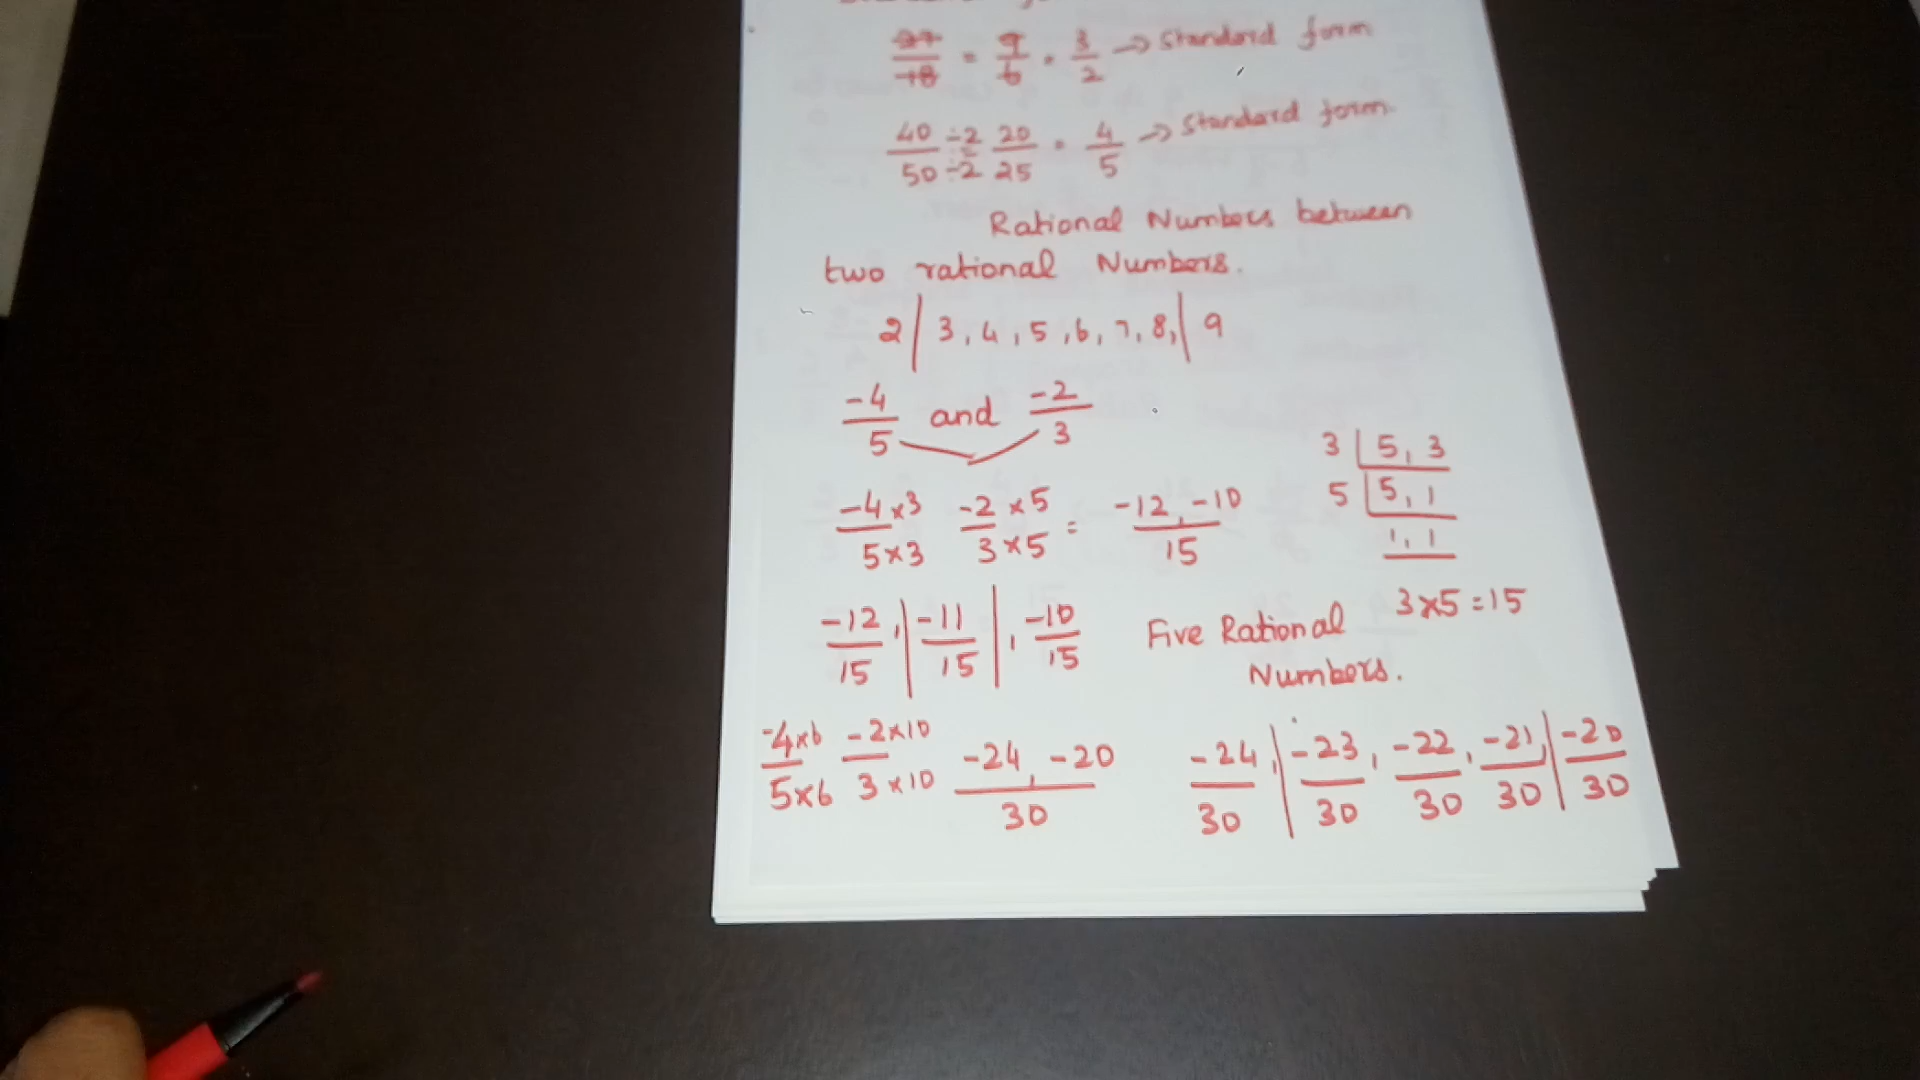 27/18 = 9/6 = 3/2 → Standard form
40/50 ÷2/÷2 = 20/25 = 4/5 → Standard form.
Rational Numbers between
two rational Numbers.
2 | 3, 4, 5, 6, 7, 8, | 9
-4/5 and -2/3
3 | 5, 3
5 | 5, 1
1, 1
-4×3/5×3 -2×5/3×5 = -12, -10/15
3×5=15
-12/15, | -11/15 |, -10/15
Five Rational
Numbers.
-4×6/5×6 -2×10/3×10 -24, -20/30
-24/30, | -23/30, -22/30, -21/30, | -20/30